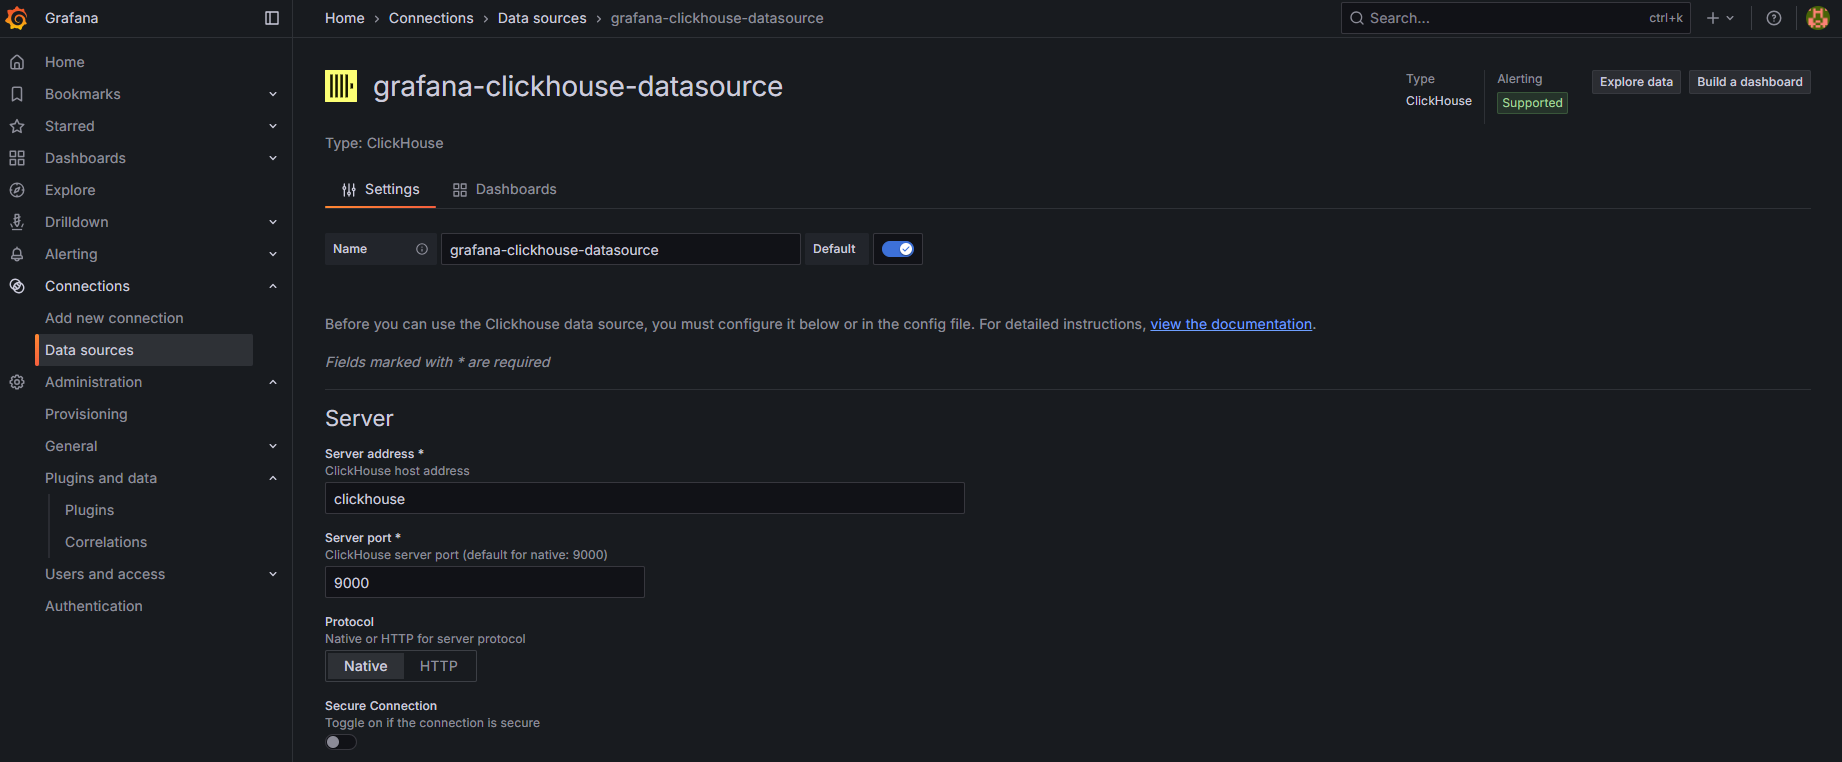 Grafana
Home › Connections › Data sources › grafana-clickhouse-datasource
Search...
ctrl+k
Home
Bookmarks
Starred
Dashboards
Explore
Drilldown
Alerting
Connections
Add new connection
Data sources
Administration
Provisioning
General
Plugins and data
Plugins
Correlations
Users and access
Authentication
grafana-clickhouse-datasource
Type
ClickHouse
Alerting
Supported
Explore data
Build a dashboard
Type: ClickHouse
Settings
Dashboards
Name
grafana-clickhouse-datasource
Default
Before you can use the Clickhouse data source, you must configure it below or in the config file. For detailed instructions, view the documentation.
Fields marked with * are required
Server
Server address *
ClickHouse host address
clickhouse
Server port *
ClickHouse server port (default for native: 9000)
9000
Protocol
Native or HTTP for server protocol
Native
HTTP
Secure Connection
Toggle on if the connection is secure